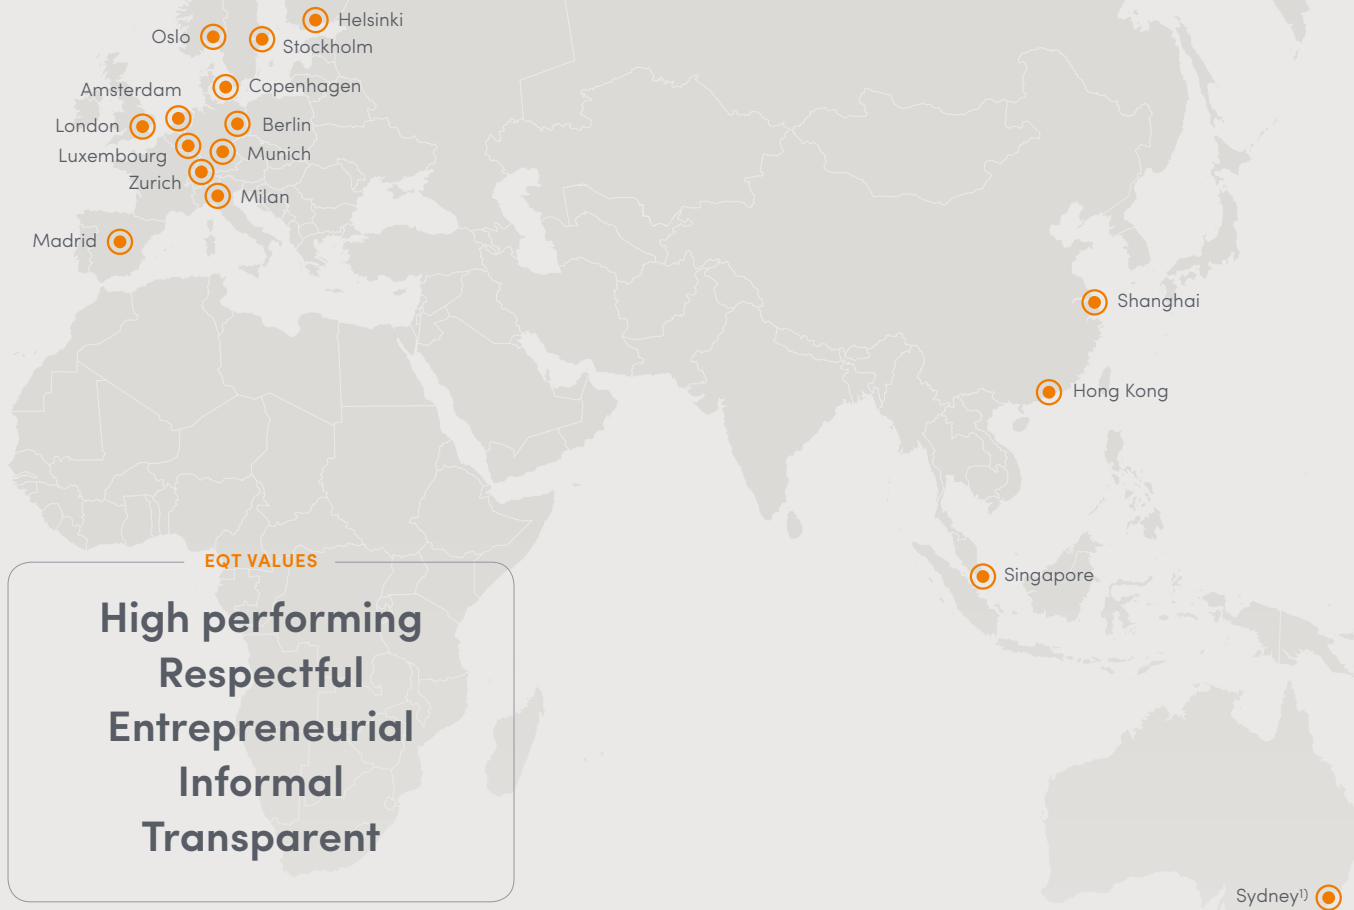 Helsinki
Oslo
Stockholm
Copenhagen
Amsterdam
London
Berlin
Luxembourg
Munich
Zurich
Milan
Madrid
Shanghai
Hong Kong
Singapore
EQT VALUES
High performing
Respectful
Entrepreneurial
Informal
Transparent
Sydney¹⁾